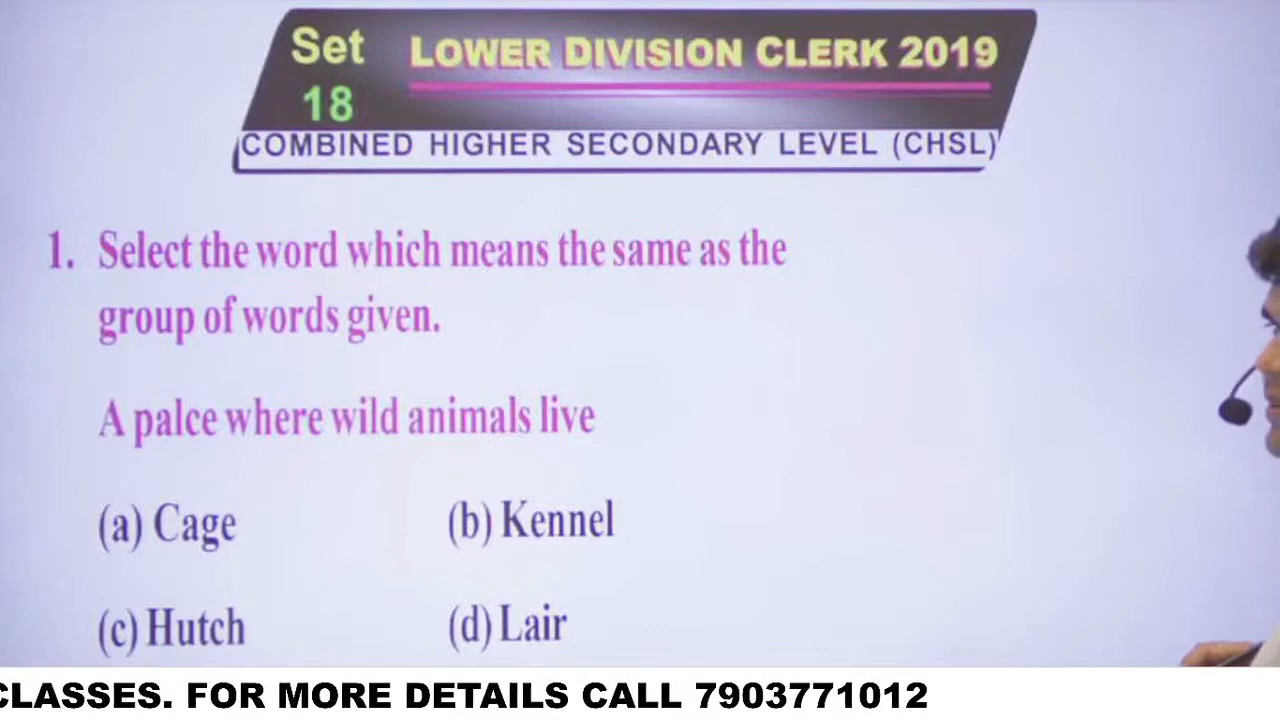 Set
18
LOWER DIVISION CLERK 2019
COMBINED HIGHER SECONDARY LEVEL (CHSL)
1. Select the word which means the same as the
group of words given.
A palce where wild animals live
(a) Cage (b) Kennel
(c) Hutch (d) Lair
CLASSES. FOR MORE DETAILS CALL 7903771012